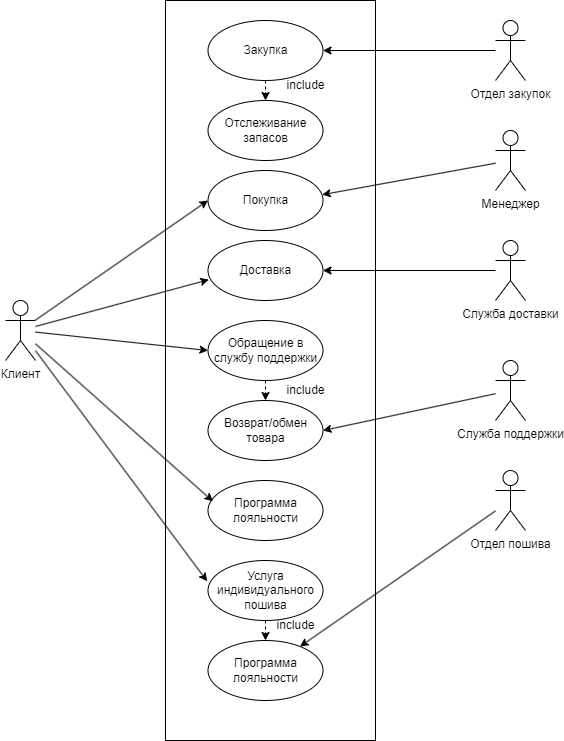 Закупка
include
Отслеживание
запасов
Покупка
Доставка
Обращение в
службу поддержки
include
Возврат/обмен
товара
Программа
лояльности
Услуга
индивидуального
пошива
include
Программа
лояльности
Клиент
Отдел закупок
Менеджер
Служба доставки
Служба поддержки
Отдел пошива